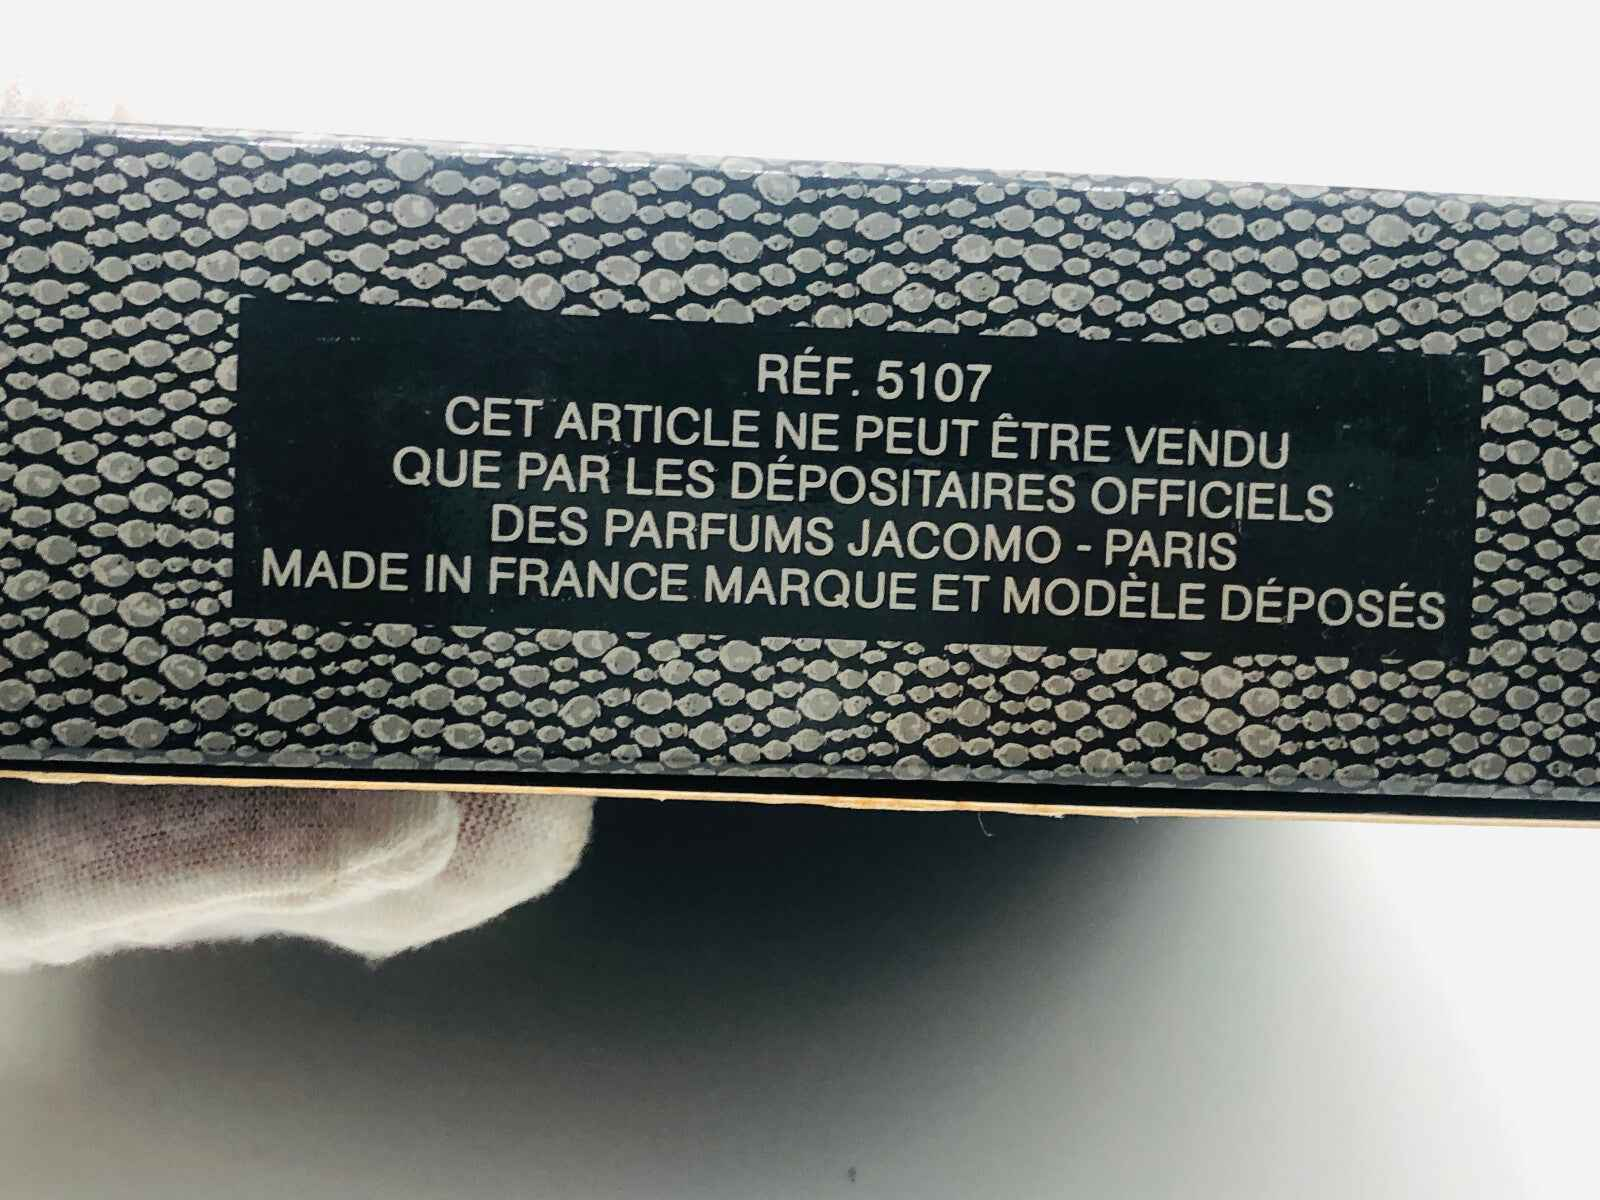 RÉF. 5107
CET ARTICLE NE PEUT ÊTRE VENDU
QUE PAR LES DÉPOSITAIRES OFFICIELS
DES PARFUMS JACOMO - PARIS
MADE IN FRANCE MARQUE ET MODÈLE DÉPOSÉS